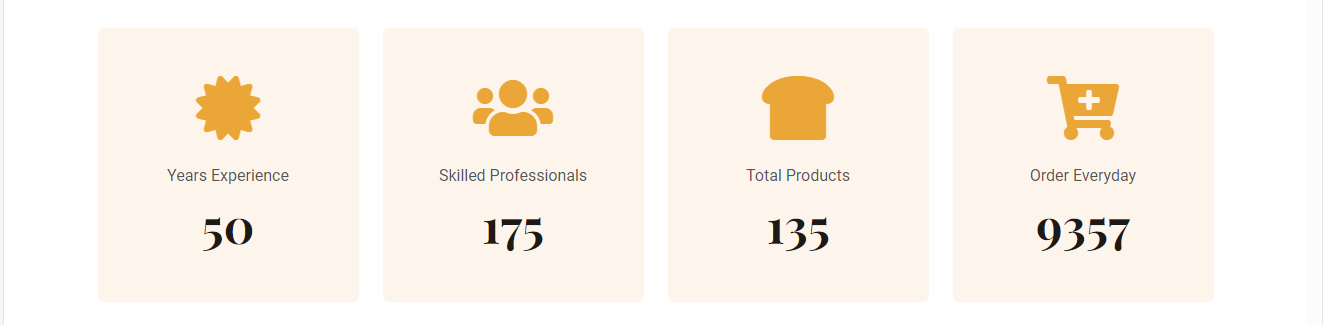 Years Experience
50
Skilled Professionals
175
Total Products
135
Order Everyday
9357